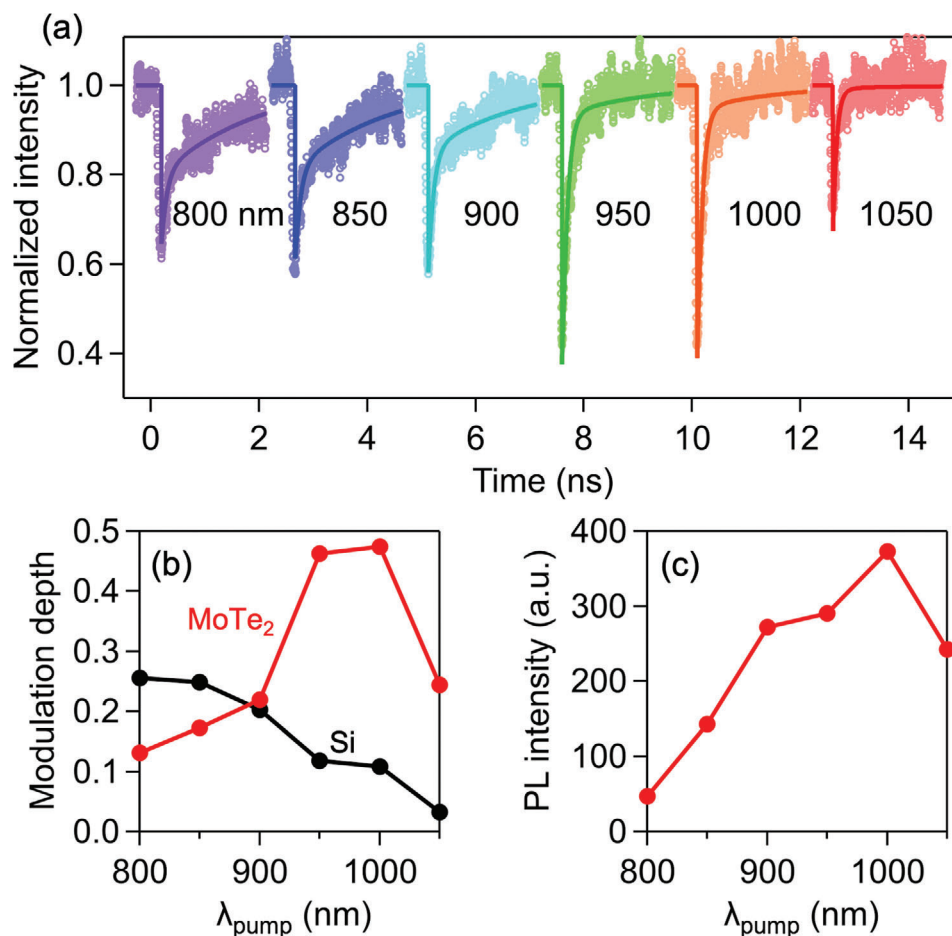 (a)
Normalized intensity
1.0
0.8
0.6
0.4
800 nm
850
900
950
1000
1050
0
2
4
6
8
10
12
14
Time (ns)
(b)
Modulation depth
0.5
0.4
0.3
0.2
0.1
0.0
MoTe₂
Si
800
900
1000
λpump (nm)
(c)
PL intensity (a.u.)
400
300
200
100
0
800
900
1000
λpump (nm)